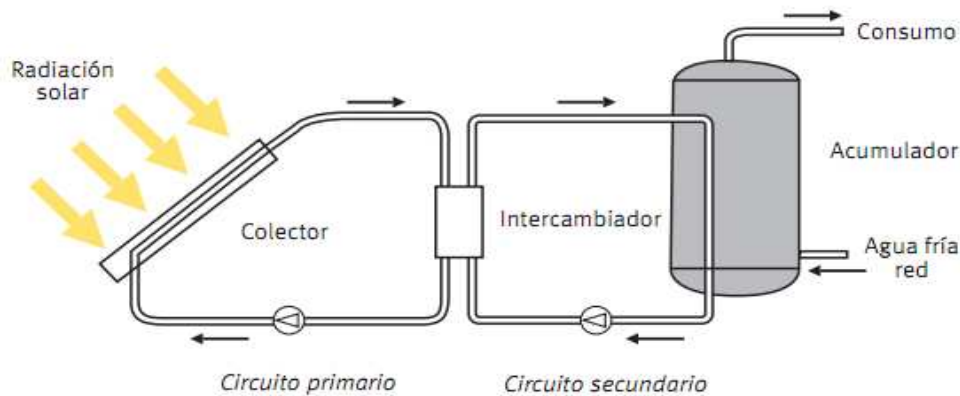 Consumo
Radiación
solar
Acumulador
Intercambiador
Colector
Agua fría
red
Circuito primario
Circuito secundario